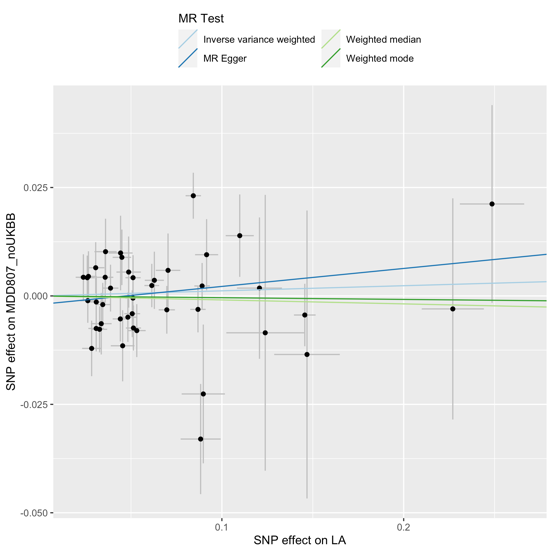 MR Test
Inverse variance weighted
Weighted median
MR Egger
Weighted mode
SNP effect on MDD807_noUKBB
0.025
0.000
-0.025
-0.050
0.1
0.2
SNP effect on LA